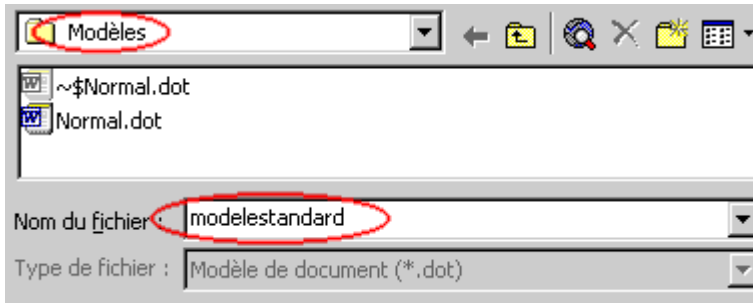 Modèles
~$Normal.dot
Normal.dot
Nom du fichier : modelestandard
Type de fichier : Modèle de document (*.dot)